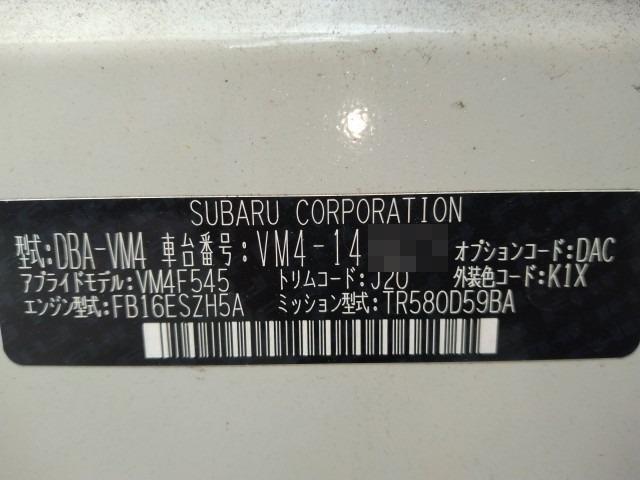 SUBARU CORPORATION
型式:DBA-VM4 車台番号:VM4-14 オプションコード:DAC
アプライドモデル:VM4F545 トリムコード:J20 外装色コード:K1X
エンジン型式:FB16ESZH5A ミッション型式:TR580D59BA